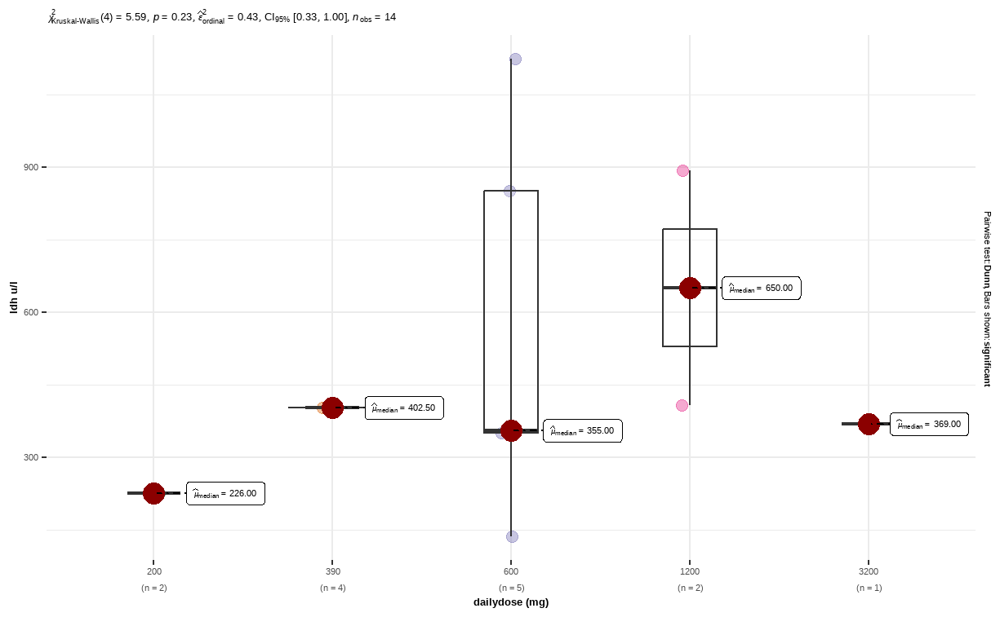 χ²Kruskal-Wallis(4) = 5.59, p = 0.23, ε̂²ordinal = 0.43, CI95% [0.33, 1.00], nobs = 14
900
600
300
ldh u/l
μ̂median = 226.00
μ̂median = 402.50
μ̂median = 355.00
μ̂median = 650.00
μ̂median = 369.00
200
(n = 2)
390
(n = 4)
600
(n = 5)
1200
(n = 2)
3200
(n = 1)
dailydose (mg)
Pairwise test: Dunn, Bars shown: significant